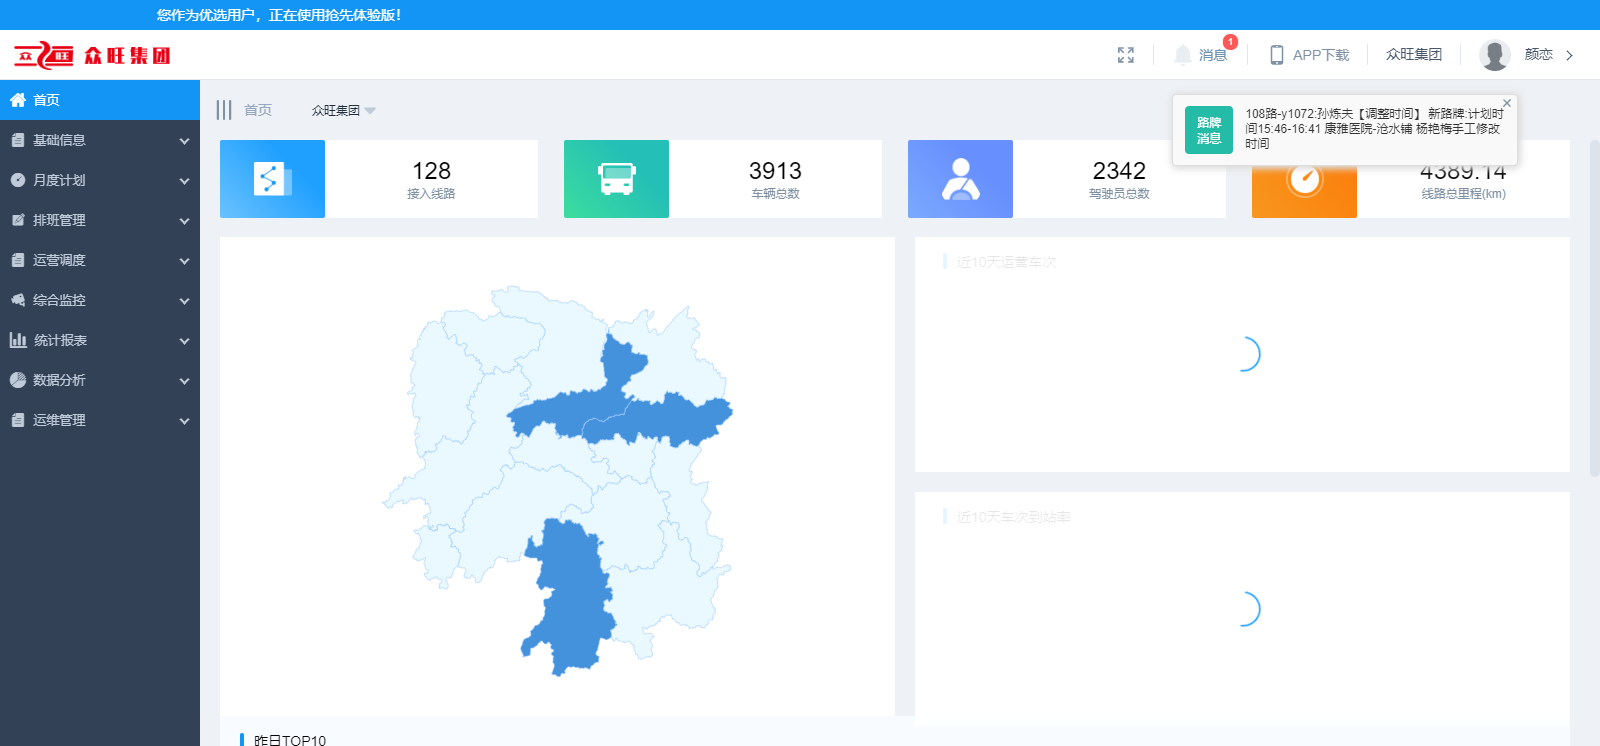 您作为优选用户，正在使用抢先体验版！
众旺 众旺集团
消息 1
APP下载
众旺集团
颜恋
首页
基础信息
月度计划
排班管理
运营调度
综合监控
统计报表
数据分析
运维管理
首页
众旺集团
路牌
消息
108路-y1072:孙炼夫【调整时间】 新路牌:计划时
间15:46-16:41 康雅医院-沧水铺 杨艳梅手工修改
时间
128
接入线路
3913
车辆总数
2342
驾驶员总数
4389.14
线路总里程(km)
近10天运营车次
近10天车次到站率
昨日TOP10